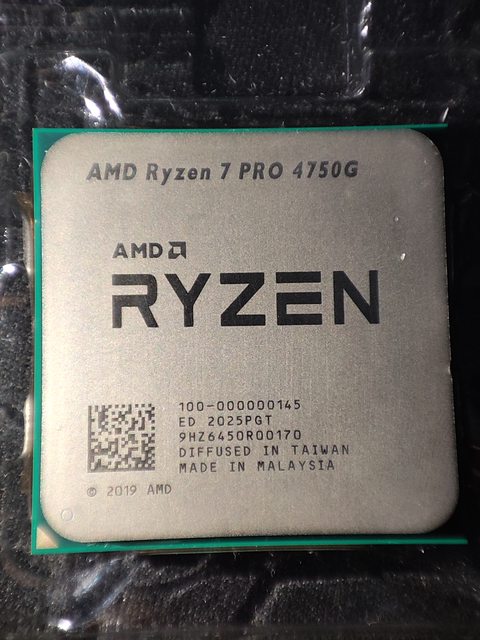 AMD Ryzen 7 PRO 4750G
AMD
RYZEN
100-000000145
ED 2025PGT
9HZ6450R00170
DIFFUSED IN TAIWAN
MADE IN MALAYSIA
© 2019 AMD